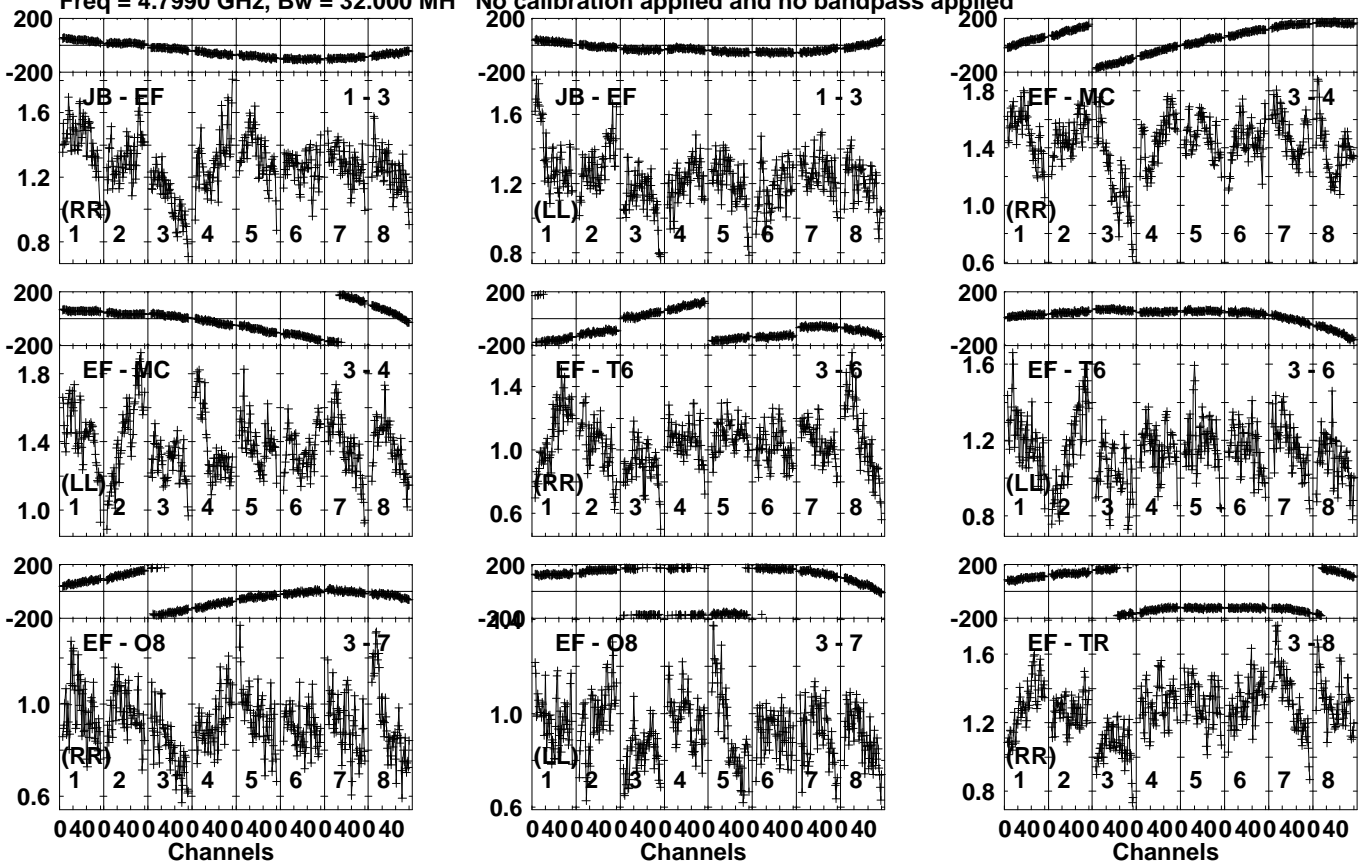 Freq = 4.7990 GHz, Bw = 32.000 MH No calibration applied and no bandpass applied
200 200 200
-200 -200 -200
JB - EF 1 - 3 JB - EF 1 - 3 EF - MC 3 - 4
1.6 1.6 1.8
1.4 1.4 1.4
1.2 1.2 1.0
0.8 0.8 0.6
(RR) (LL) (RR)
1 2 3 4 5 6 7 8 1 2 3 4 5 6 7 8 1 2 3 4 5 6 7 8
200 200 200
-200 -200 -200
EF - MC 3 - 4 EF - T6 3 - 6 EF - T6 3 - 6
1.8 1.4 1.6
1.4 1.0 1.2
1.0 0.6 0.8
(LL) (RR) (LL)
1 2 3 4 5 6 7 8 1 2 3 4 5 6 7 8 1 2 3 4 5 6 7 8
200 200 200
-200 -200 -200
1.4
EF - O8 3 - 7 EF - O8 3 - 7 EF - TR 3 - 8
1.0 1.0 1.6
0.6 0.6 1.2
0.8
(RR) (LL) (RR)
1 2 3 4 5 6 7 8 1 2 3 4 5 6 7 8 1 2 3 4 5 6 7 8
0 40 0 40 0 40 0 40 0 40 0 40 0 40 0 40 0 40 0 40 0 40 0 40 0 40 0 40 0 40 0 40 0 40 0 40 0 40 0 40 0 40 0 40 0 40 0 40
Channels Channels Channels